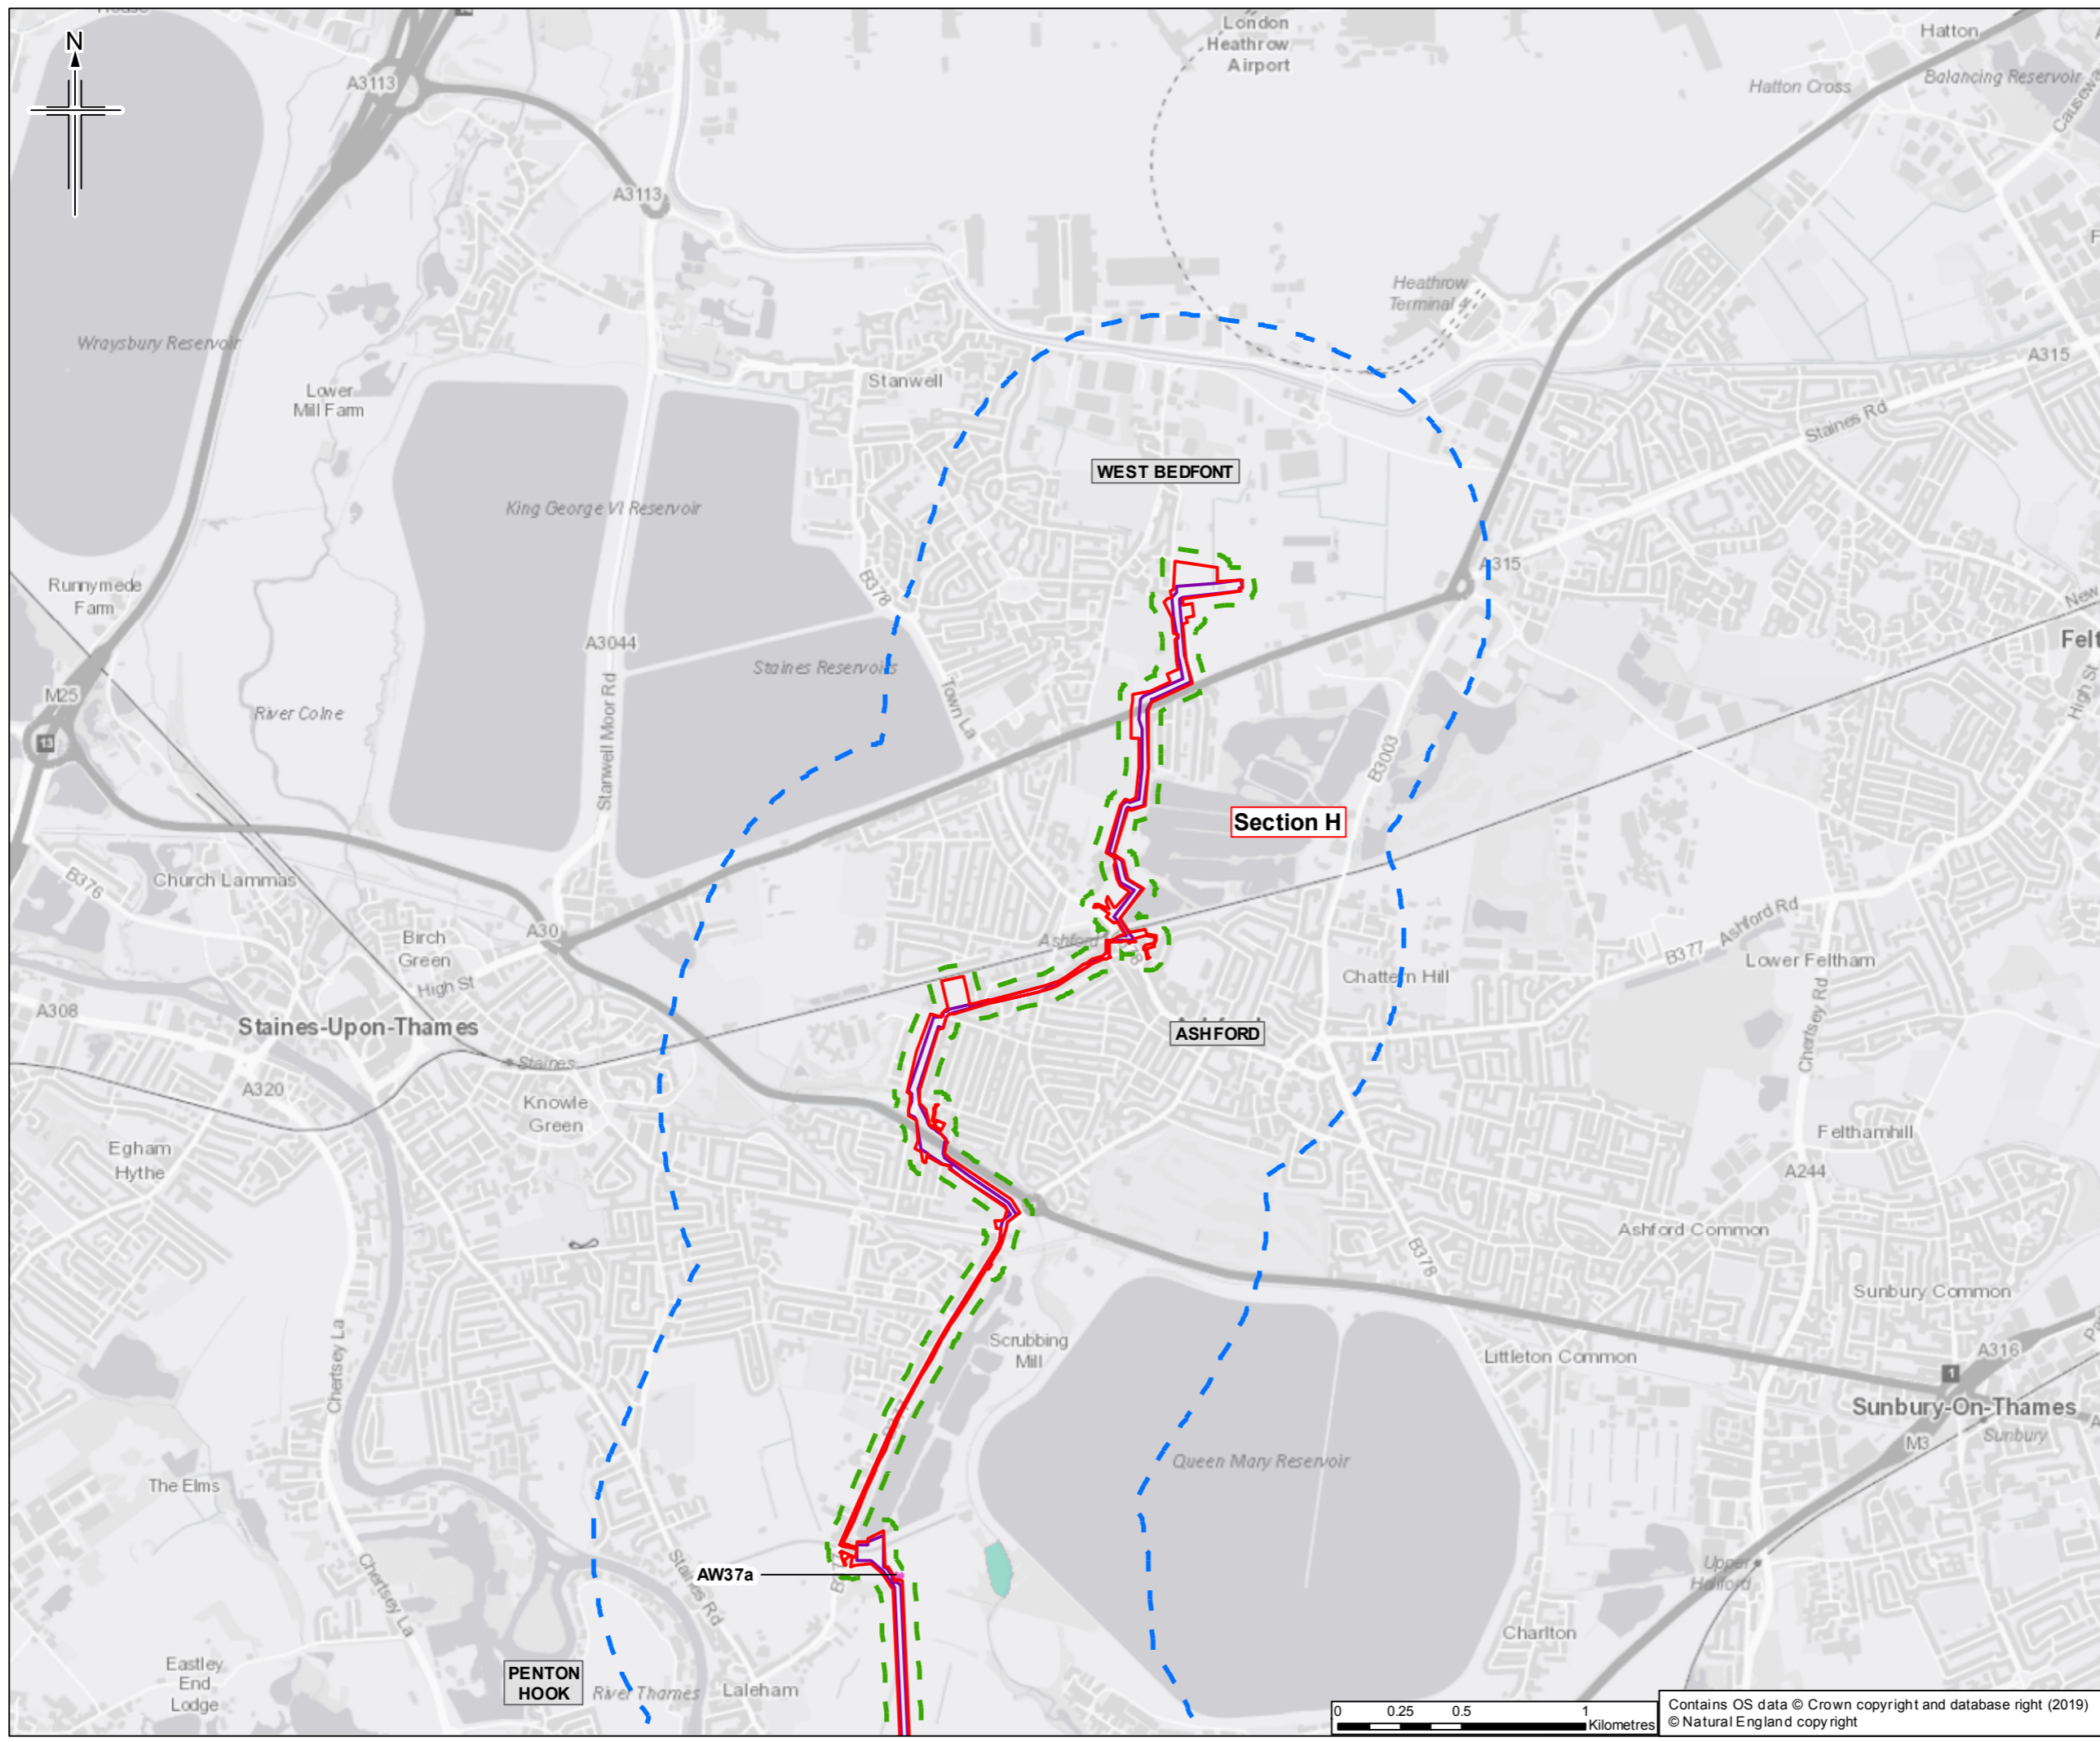 House
London
Heathrow
Airport
Hatton
N
A3113
Hatton Cross
Balancing Reservoir
A3113
Heathrow
Terminal 4
Wraysbury Reservoir
A315
Lower
Mill Farm
Stanwell
Staines Rd
WEST BEDFONT
King George VI Reservoir
A315
Runnymede
Farm
B378
New
A3044
Felt
Staines Reservoirs
M25
High St
River Colne
Town La
13
B3003
Stanwell Moor Rd
Section H
B376
Church Lammas
Ashford Rd
A30
Birch
Green
Ashford
B377
Lower Feltham
Chattern Hill
High St
A308
Staines-Upon-Thames
ASHFORD
Chertsey Rd
Staines
A320
Knowle
Green
Egham
Hythe
Felthamhill
A244
Ashford Common
B378
Sunbury Common
Scrubbing
Mill
A316
Littleton Common
1
Chertsey La
Sunbury-On-Thames
Sunbury
M3
Queen Mary Reservoir
The Elms
Upper
Halliford
AW37a
Staines Rd
Chertsey La
Charlton
Eastley
End
Lodge
PENTON
HOOK
River Thames
Laleham
0 0.25 0.5 1
Kilometres
Contains OS data © Crown copyright and database right (2019)
© Natural England copyright